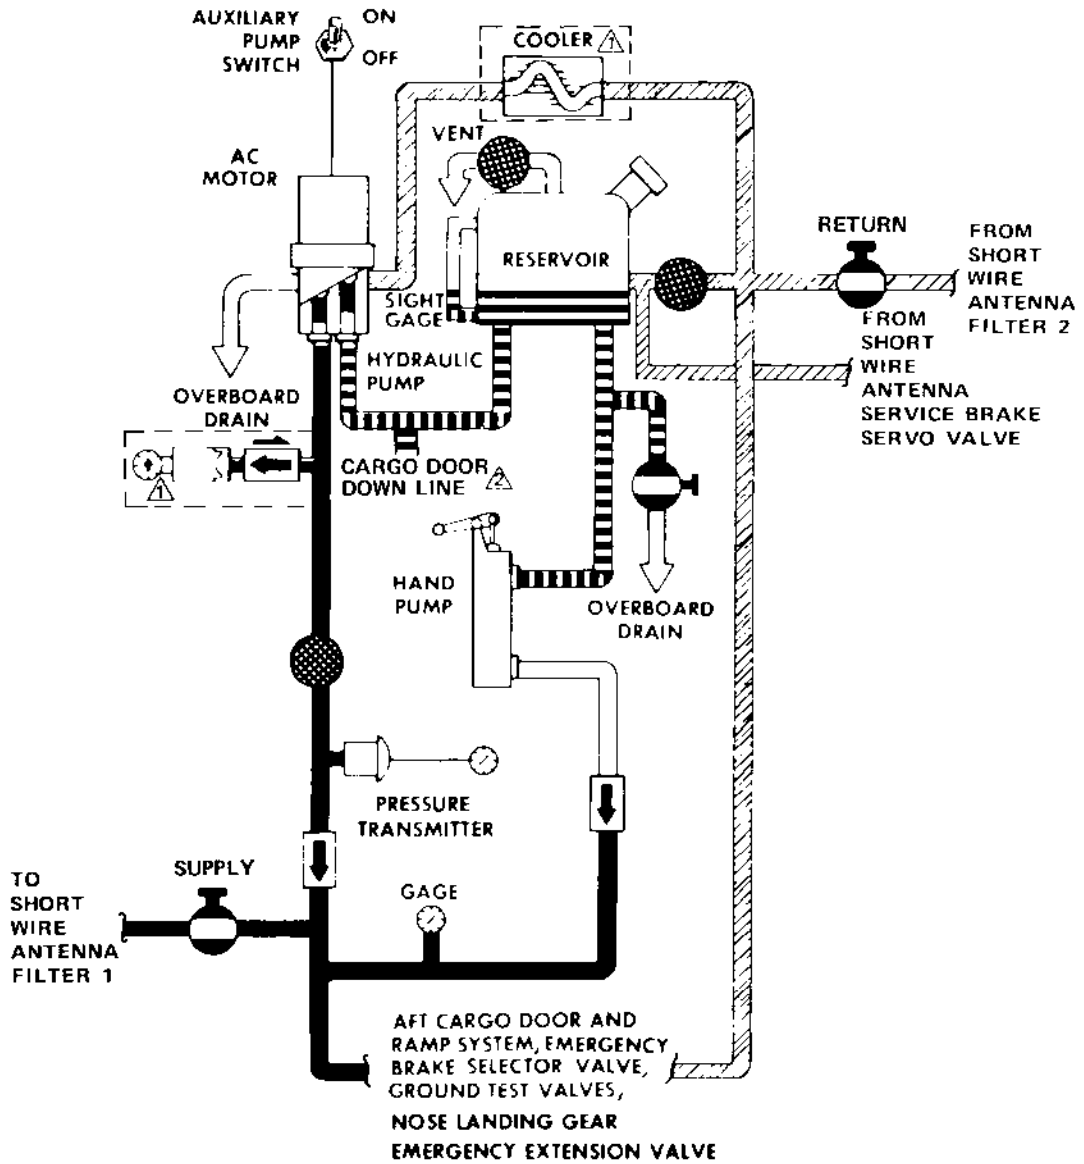 AUXILIARY
PUMP
SWITCH
ON
OFF
COOLER 1
VENT
AC
MOTOR
RESERVOIR
RETURN
FROM
SHORT
WIRE
ANTENNA
FILTER 2
SIGHT
GAGE
FROM
SHORT
WIRE
ANTENNA
SERVICE BRAKE
SERVO VALVE
HYDRAULIC
PUMP
OVERBOARD
DRAIN
1
CARGO DOOR
DOWN LINE 2
HAND
PUMP
OVERBOARD
DRAIN
PRESSURE
TRANSMITTER
SUPPLY
TO
SHORT
WIRE
ANTENNA
FILTER 1
GAGE
AFT CARGO DOOR AND
RAMP SYSTEM, EMERGENCY
BRAKE SELECTOR VALVE,
GROUND TEST VALVES,
NOSE LANDING GEAR
EMERGENCY EXTENSION VALVE